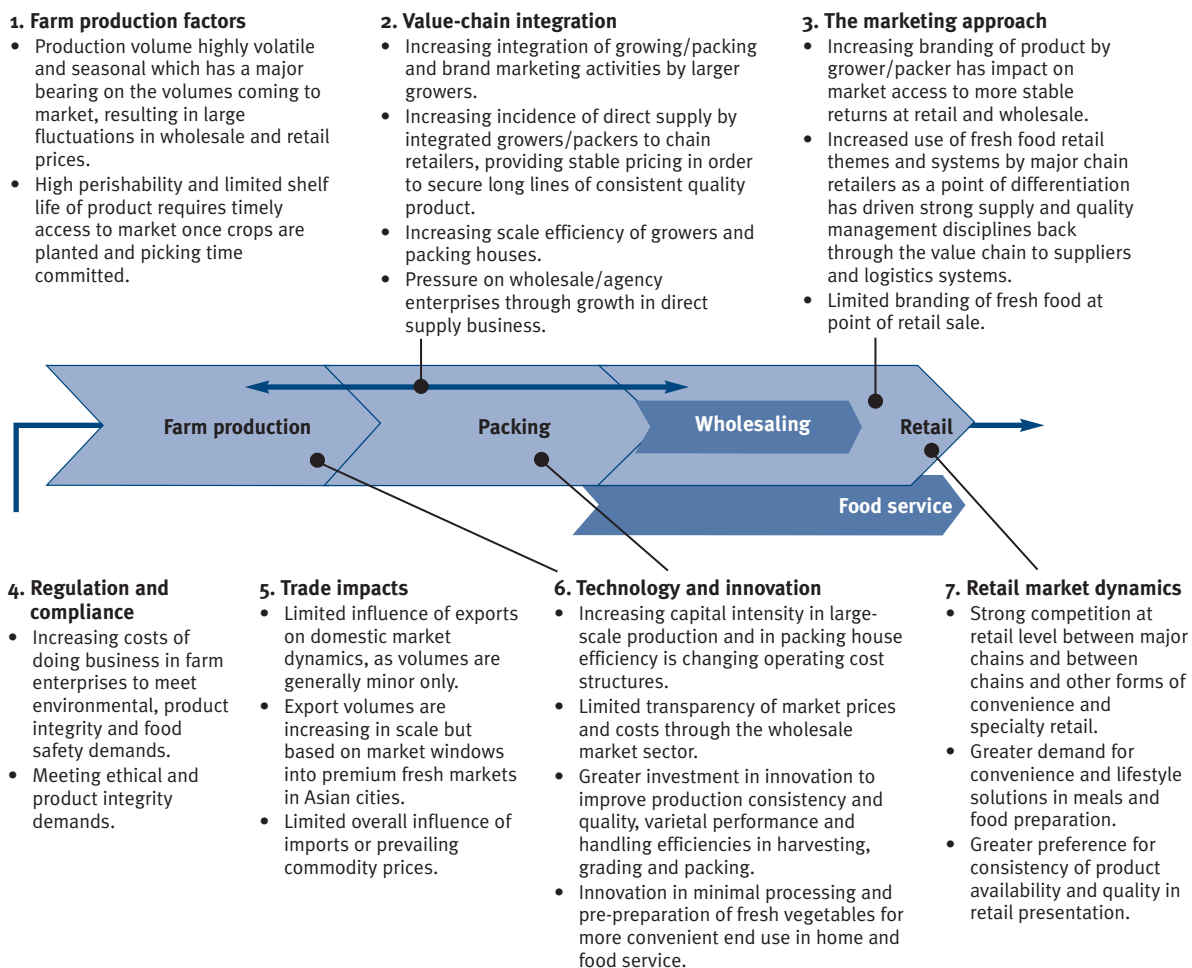 1. Farm production factors
• Production volume highly volatile
and seasonal which has a major
bearing on the volumes coming to
market, resulting in large
fluctuations in wholesale and retail
prices.
• High perishability and limited shelf
life of product requires timely
access to market once crops are
planted and picking time
committed.
2. Value-chain integration
• Increasing integration of growing/packing
and brand marketing activities by larger
growers.
• Increasing incidence of direct supply by
integrated growers/packers to chain
retailers, providing stable pricing in order
to secure long lines of consistent quality
product.
• Increasing scale efficiency of growers and
packing houses.
• Pressure on wholesale/agency
enterprises through growth in direct
supply business.
3. The marketing approach
• Increasing branding of product by
grower/packer has impact on
market access to more stable
returns at retail and wholesale.
• Increased use of fresh food retail
themes and systems by major chain
retailers as a point of differentiation
has driven strong supply and quality
management disciplines back
through the value chain to suppliers
and logistics systems.
• Limited branding of fresh food at
point of retail sale.
Farm production
Packing
Wholesaling
Retail
Food service
4. Regulation and
compliance
• Increasing costs of
doing business in farm
enterprises to meet
environmental, product
integrity and food
safety demands.
• Meeting ethical and
product integrity
demands.
5. Trade impacts
• Limited influence of exports
on domestic market
dynamics, as volumes are
generally minor only.
• Export volumes are
increasing in scale but
based on market windows
into premium fresh markets
in Asian cities.
• Limited overall influence of
imports or prevailing
commodity prices.
6. Technology and innovation
• Increasing capital intensity in large-
scale production and in packing house
efficiency is changing operating cost
structures.
• Limited transparency of market prices
and costs through the wholesale
market sector.
• Greater investment in innovation to
improve production consistency and
quality, varietal performance and
handling efficiencies in harvesting,
grading and packing.
• Innovation in minimal processing and
pre-preparation of fresh vegetables for
more convenient end use in home and
food service.
7. Retail market dynamics
• Strong competition at
retail level between major
chains and between
chains and other forms of
convenience and
specialty retail.
• Greater demand for
convenience and lifestyle
solutions in meals and
food preparation.
• Greater preference for
consistency of product
availability and quality in
retail presentation.